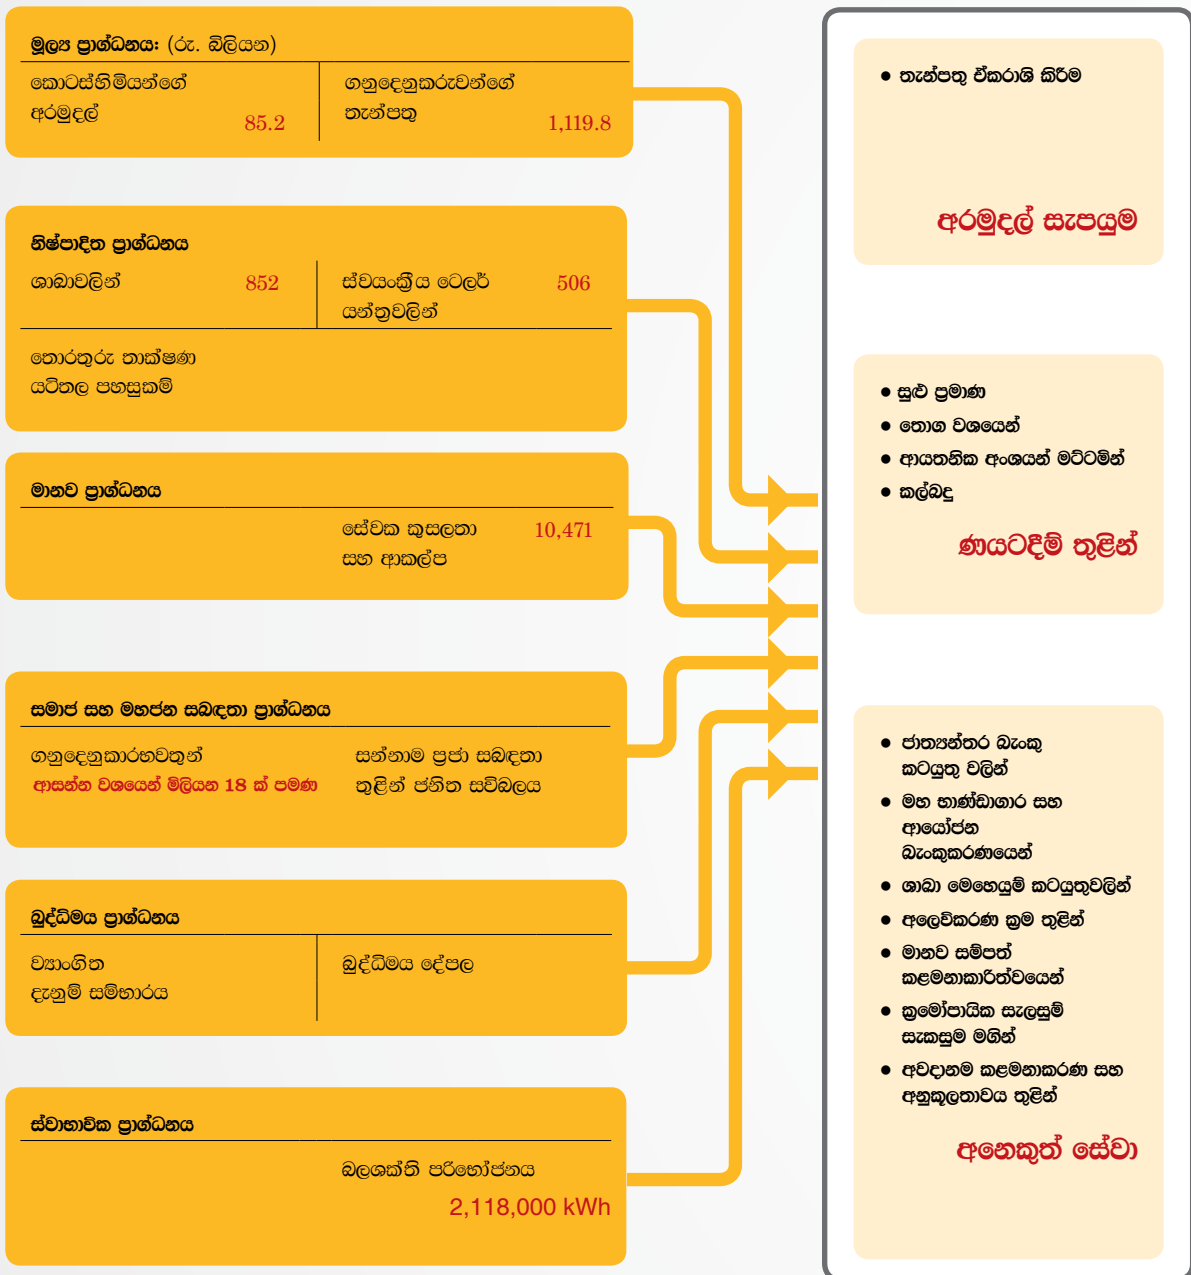 මූල්‍ය ප්‍රාග්ධනය: (රු. බිලියන)
කොටස්හිමියන්ගේ
අරමුදල්
85.2
ගනුදෙනුකරුවන්ගේ
තැන්පතු
1,119.8
නිෂ්පාදිත ප්‍රාග්ධනය
ශාඛාවලින්
852
ස්වයංක්‍රීය ටෙලර්
යන්ත්‍රවලින්
506
තොරතුරු තාක්ෂණ
යටිතල පහසුකම්
මානව ප්‍රාග්ධනය
සේවක කුසලතා
සහ ආකල්ප
10,471
සමාජ සහ මහජන සබඳතා ප්‍රාග්ධනය
ගනුදෙනුකාරභවතුන්
ආසන්න වශයෙන් මිලියන 18 ක් පමණ
සන්නාම ප්‍රජා සබඳතා
තුළින් ජනිත සවිබලය
බුද්ධිමය ප්‍රාග්ධනය
ව්‍යාංගිත
දැනුම් සම්භාරය
බුද්ධිමය දේපල
ස්වාභාවික ප්‍රාග්ධනය
බලශක්ති පරිභෝජනය
2,118,000 kWh
● තැන්පතු ඒකරාශි කිරීම
අරමුදල් සැපයුම
● සුළු ප්‍රමාණ
● තොග වශයෙන්
● ආයතනික අංශයන් මට්ටමින්
● කල්බදු
ණයටදීම් තුළින්
● ජාත්‍යන්තර බැංකු
කටයුතු වලින්
● මහ භාණ්ඩාගාර සහ
ආයෝජන
බැංකුකරණයෙන්
● ශාඛා මෙහෙයුම් කටයුතුවලින්
● අලෙවිකරණ ක්‍රම තුළින්
● මානව සම්පත්
කළමනාකාරිත්වයෙන්
● ක්‍රමෝපායික සැලසුම්
සැකසුම මගින්
● අවදානම කළමනාකරණ සහ
අනුකූලතාවය තුළින්
අනෙකුත් සේවා